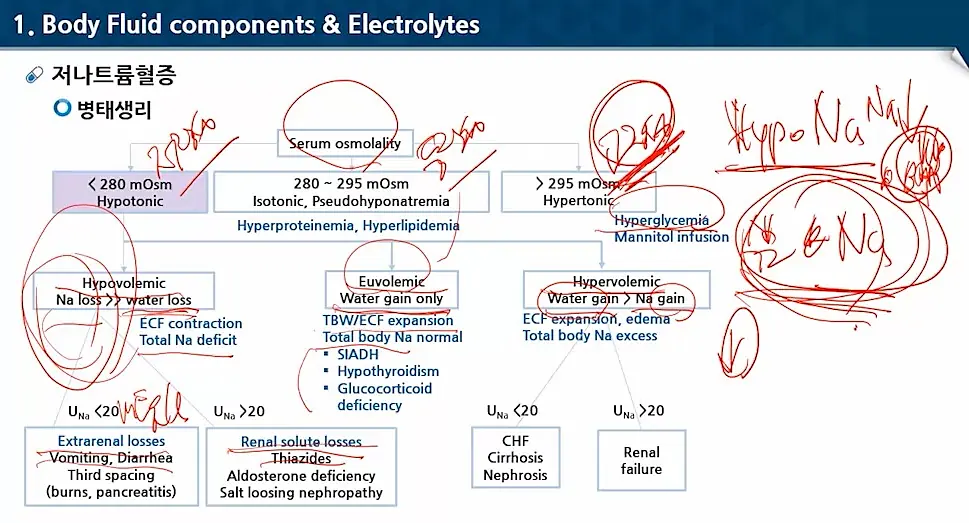 1. Body Fluid components & Electrolytes
저나트륨혈증
병태생리
Serum osmolality
< 280 mOsm
Hypotonic
280 ~ 295 mOsm
Isotonic, Pseudohyponatremia
> 295 mOsm
Hypertonic
Hyperproteinemia, Hyperlipidemia
Hyperglycemia
Mannitol infusion
Hypo Na
Na
Hypovolemic
Na loss >> water loss
ECF contraction
Total Na deficit
Euvolemic
Water gain only
TBW/ECF expansion
Total body Na normal
SIADH
Hypothyroidism
Glucocorticoid
deficiency
Hypervolemic
Water gain > Na gain
ECF expansion, edema
Total body Na excess
UNa <20
UNa >20
UNa <20
UNa >20
Extrarenal losses
Vomiting, Diarrhea
Third spacing
(burns, pancreatitis)
Renal solute losses
Thiazides
Aldosterone deficiency
Salt loosing nephropathy
CHF
Cirrhosis
Nephrosis
Renal
failure